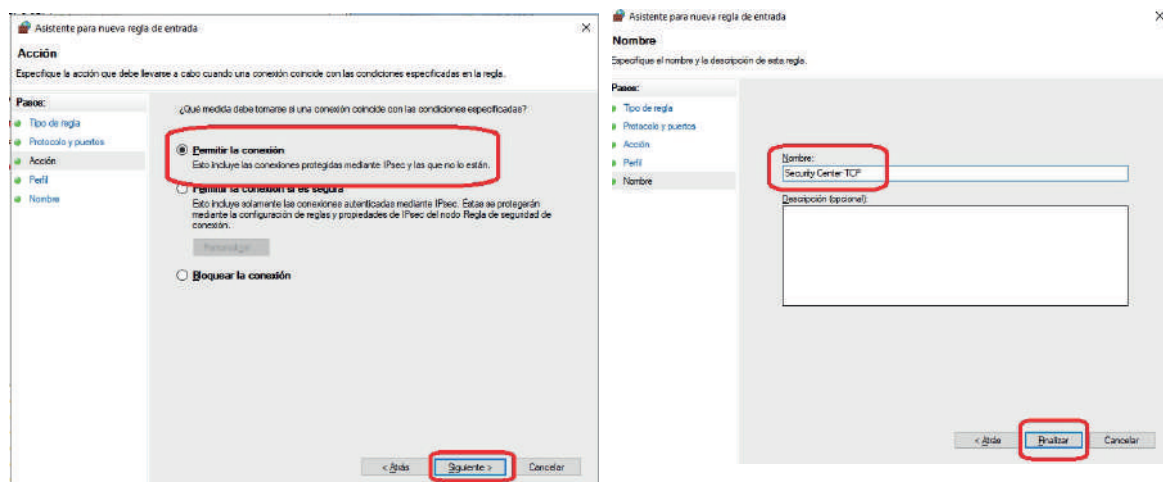 Asistente para nueva regla de entrada
Acción
Especifique la acción que debe llevarse a cabo cuando una conexión coincide con las condiciones especificadas en la regla.
Pasos:
Tipo de regla
Protocolo y puertos
Acción
Perfil
Nombre
¿Qué medida debe tomarse si una conexión coincide con las condiciones especificadas?
Permitir la conexión
Esto incluye las conexiones protegidas mediante IPsec y las que no lo están.
Permitir la conexión si es segura
Esto incluye solamente las conexiones autenticadas mediante IPsec. Éstas se protegerán
mediante la configuración de reglas y propiedades de IPsec del nodo Regla de seguridad de
conexión.
Personalizar...
Bloquear la conexión
< Atrás
Siguiente >
Cancelar
Asistente para nueva regla de entrada
Nombre
Especifique el nombre y la descripción de esta regla.
Pasos:
Tipo de regla
Protocolo y puertos
Acción
Perfil
Nombre
Nombre:
Security Center TCP
Descripción (opcional):
< Atrás
Finalizar
Cancelar